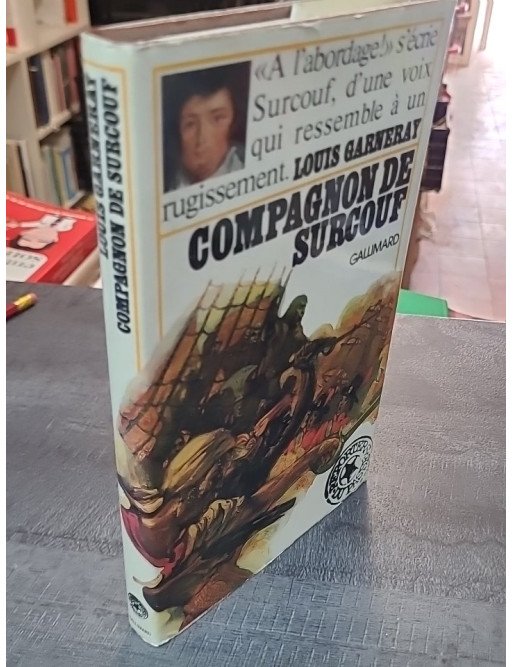 «A l'abordage!» s'écrie
Surcouf, d'une voix
qui ressemble à un
rugissement. LOUIS GARNERAY
COMPAGNON DE
SURCOUF
GALLIMARD
LOUIS GARNERAY
COMPAGNON DE SURCOUF